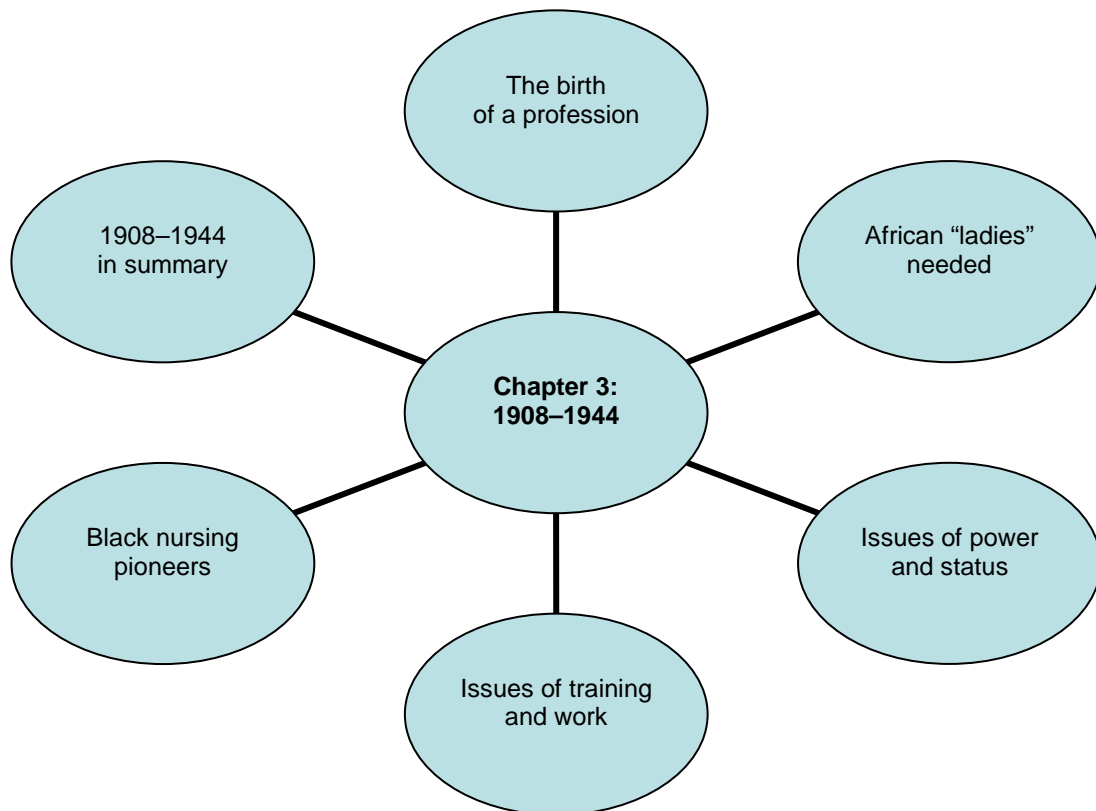 The birth
of a profession
African “ladies”
needed
Issues of power
and status
Issues of training
and work
Black nursing
pioneers
1908–1944
in summary
Chapter 3:
1908–1944